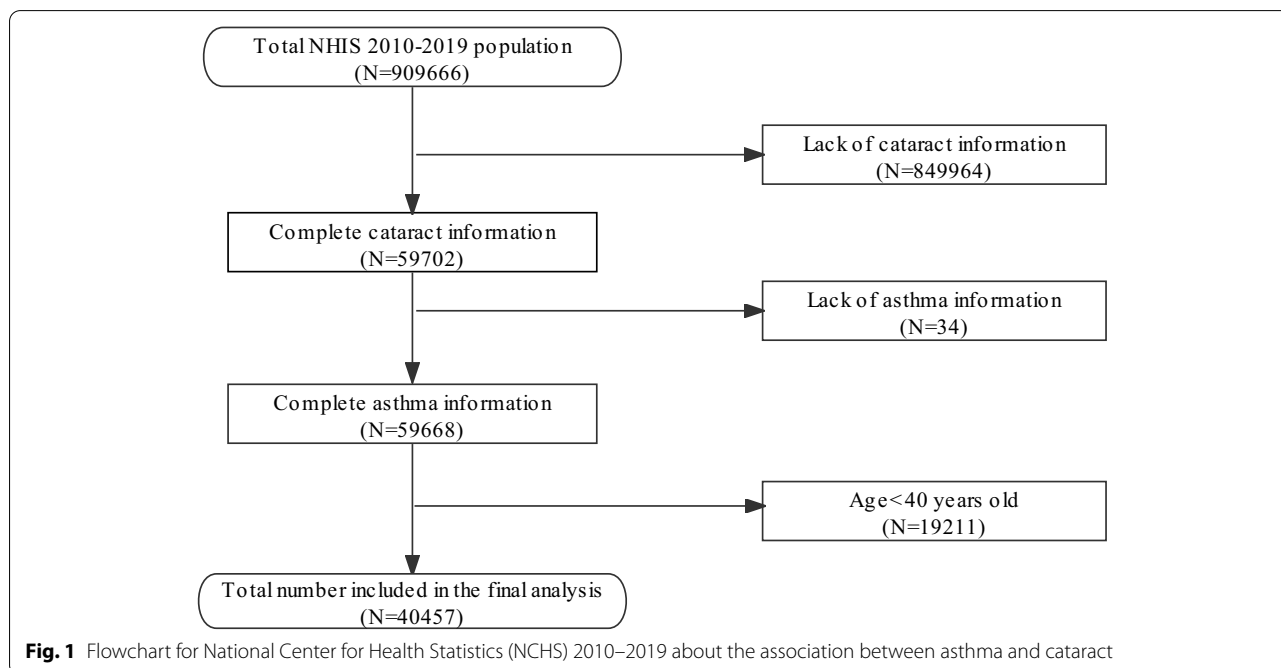 Total NHIS 2010-2019 population
(N=909666)
Lack of cataract information
(N=849964)
Complete cataract information
(N=59702)
Lack of asthma information
(N=34)
Complete asthma information
(N=59668)
Age<40 years old
(N=19211)
Total number included in the final analysis
(N=40457)
Fig. 1 Flowchart for National Center for Health Statistics (NCHS) 2010–2019 about the association between asthma and cataract